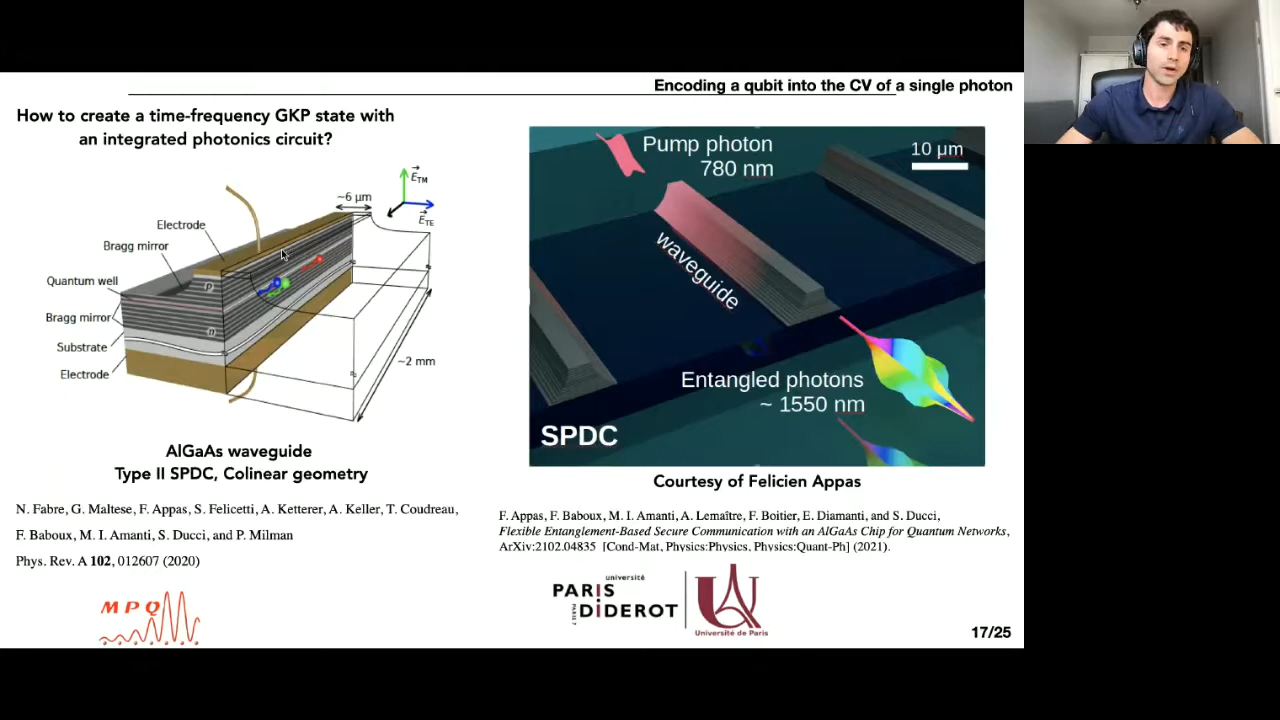 Encoding a qubit into the CV of a single photon
How to create a time-frequency GKP state with
an integrated photonics circuit?
Electrode
Bragg mirror
Quantum well
Bragg mirror
Substrate
Electrode
~6 μm
E TM
E TE
p
n
~2 mm
AlGaAs waveguide
Type II SPDC, Colinear geometry
N. Fabre, G. Maltese, F. Appas, S. Felicetti, A. Ketterer, A. Keller, T. Coudreau,
F. Baboux, M. I. Amanti, S. Ducci, and P. Milman
Phys. Rev. A 102, 012607 (2020)
MPQ
Pump photon
780 nm
10 μm
waveguide
Entangled photons
~ 1550 nm
SPDC
Courtesy of Felicien Appas
F. Appas, F. Baboux, M. I. Amanti, A. Lemaître, F. Boitier, E. Diamanti, and S. Ducci,
Flexible Entanglement-Based Secure Communication with an AlGaAs Chip for Quantum Networks,
ArXiv:2102.04835 [Cond-Mat, Physics:Physics, Physics:Quant-Ph] (2021).
université
PARIS
DiDEROT
PARIS 7
Université de Paris
17/25